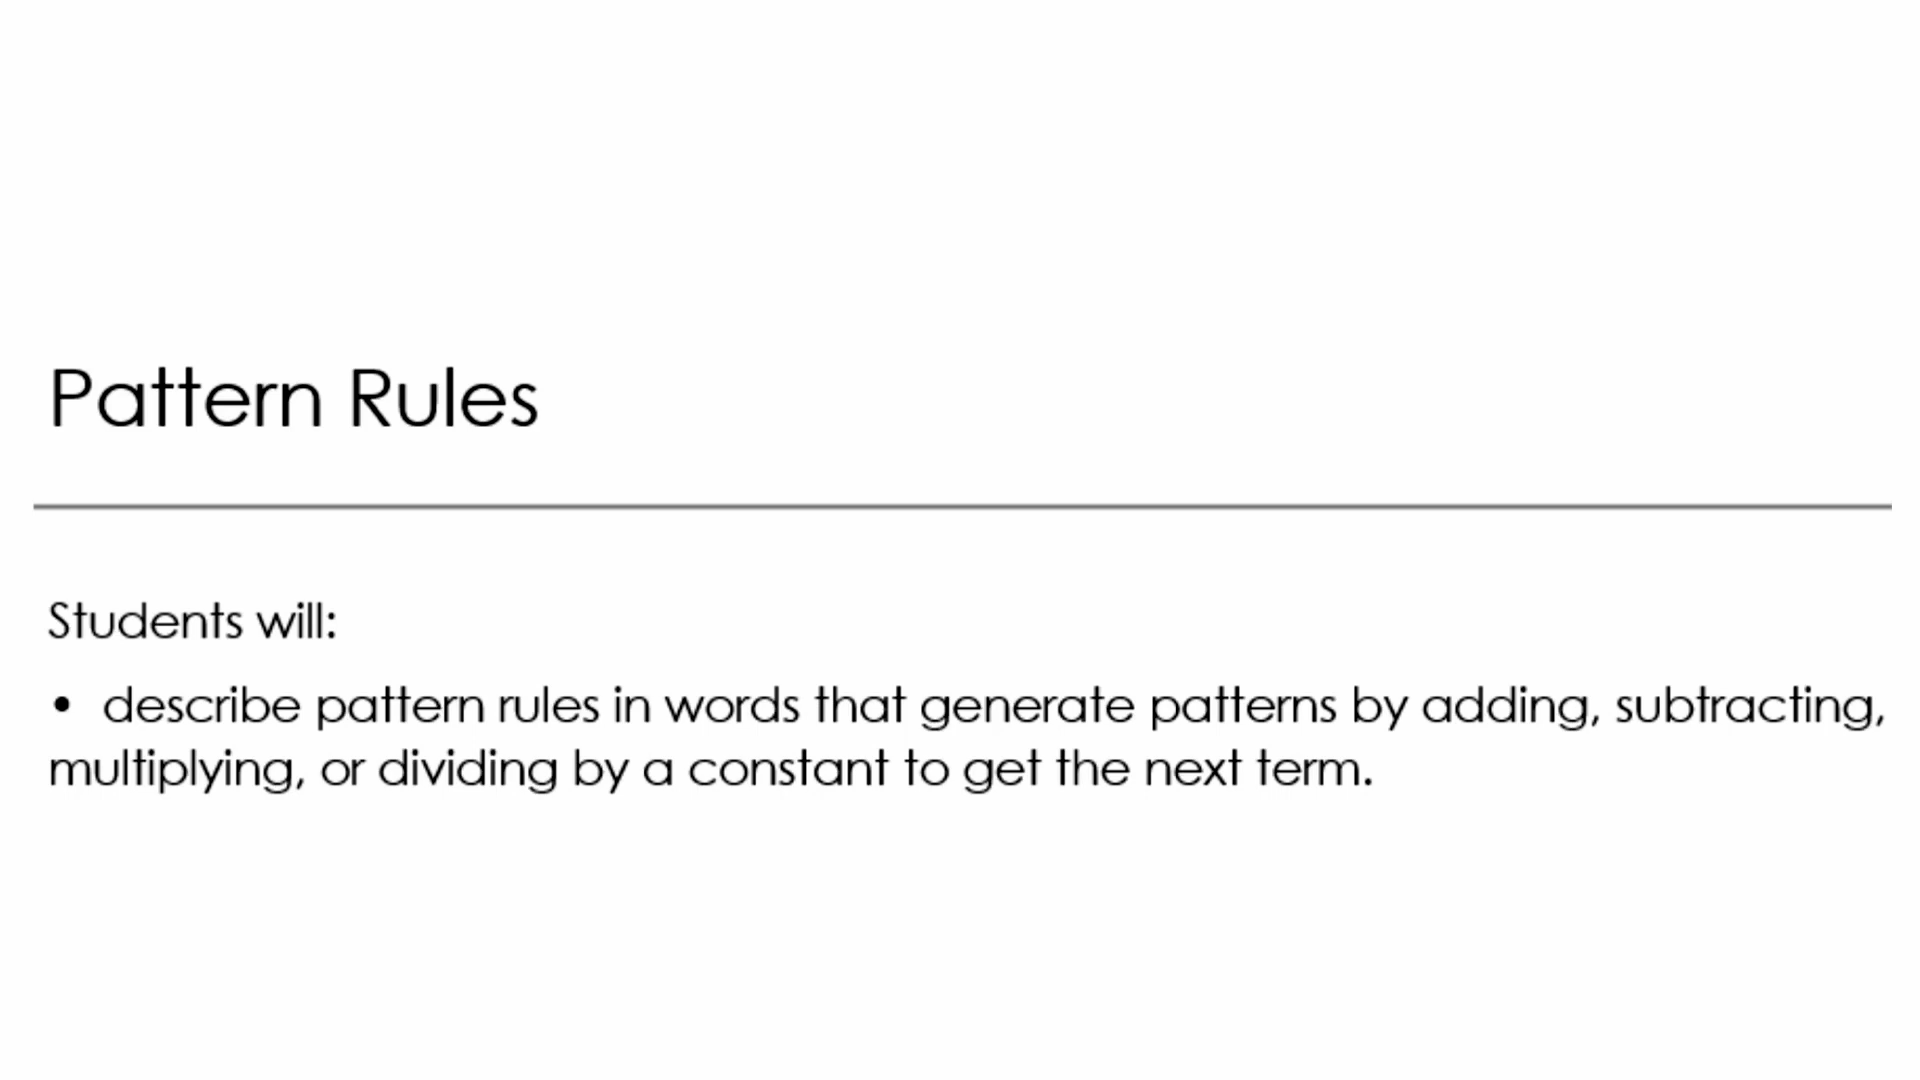 Pattern Rules
Students will:
• describe pattern rules in words that generate patterns by adding, subtracting,
multiplying, or dividing by a constant to get the next term.